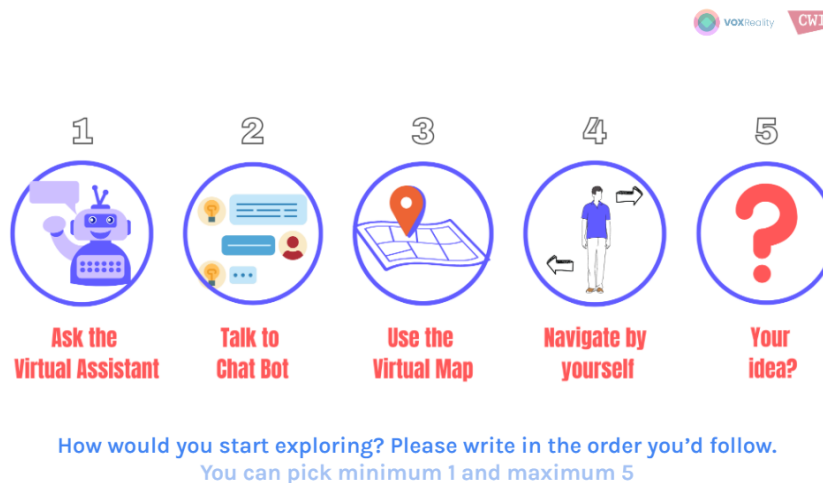 VOXReality
CWI
1
2
3
4
5
Ask the
Virtual Assistant
Talk to
Chat Bot
Use the
Virtual Map
Navigate by
yourself
Your
idea?
How would you start exploring? Please write in the order you'd follow.
You can pick minimum 1 and maximum 5